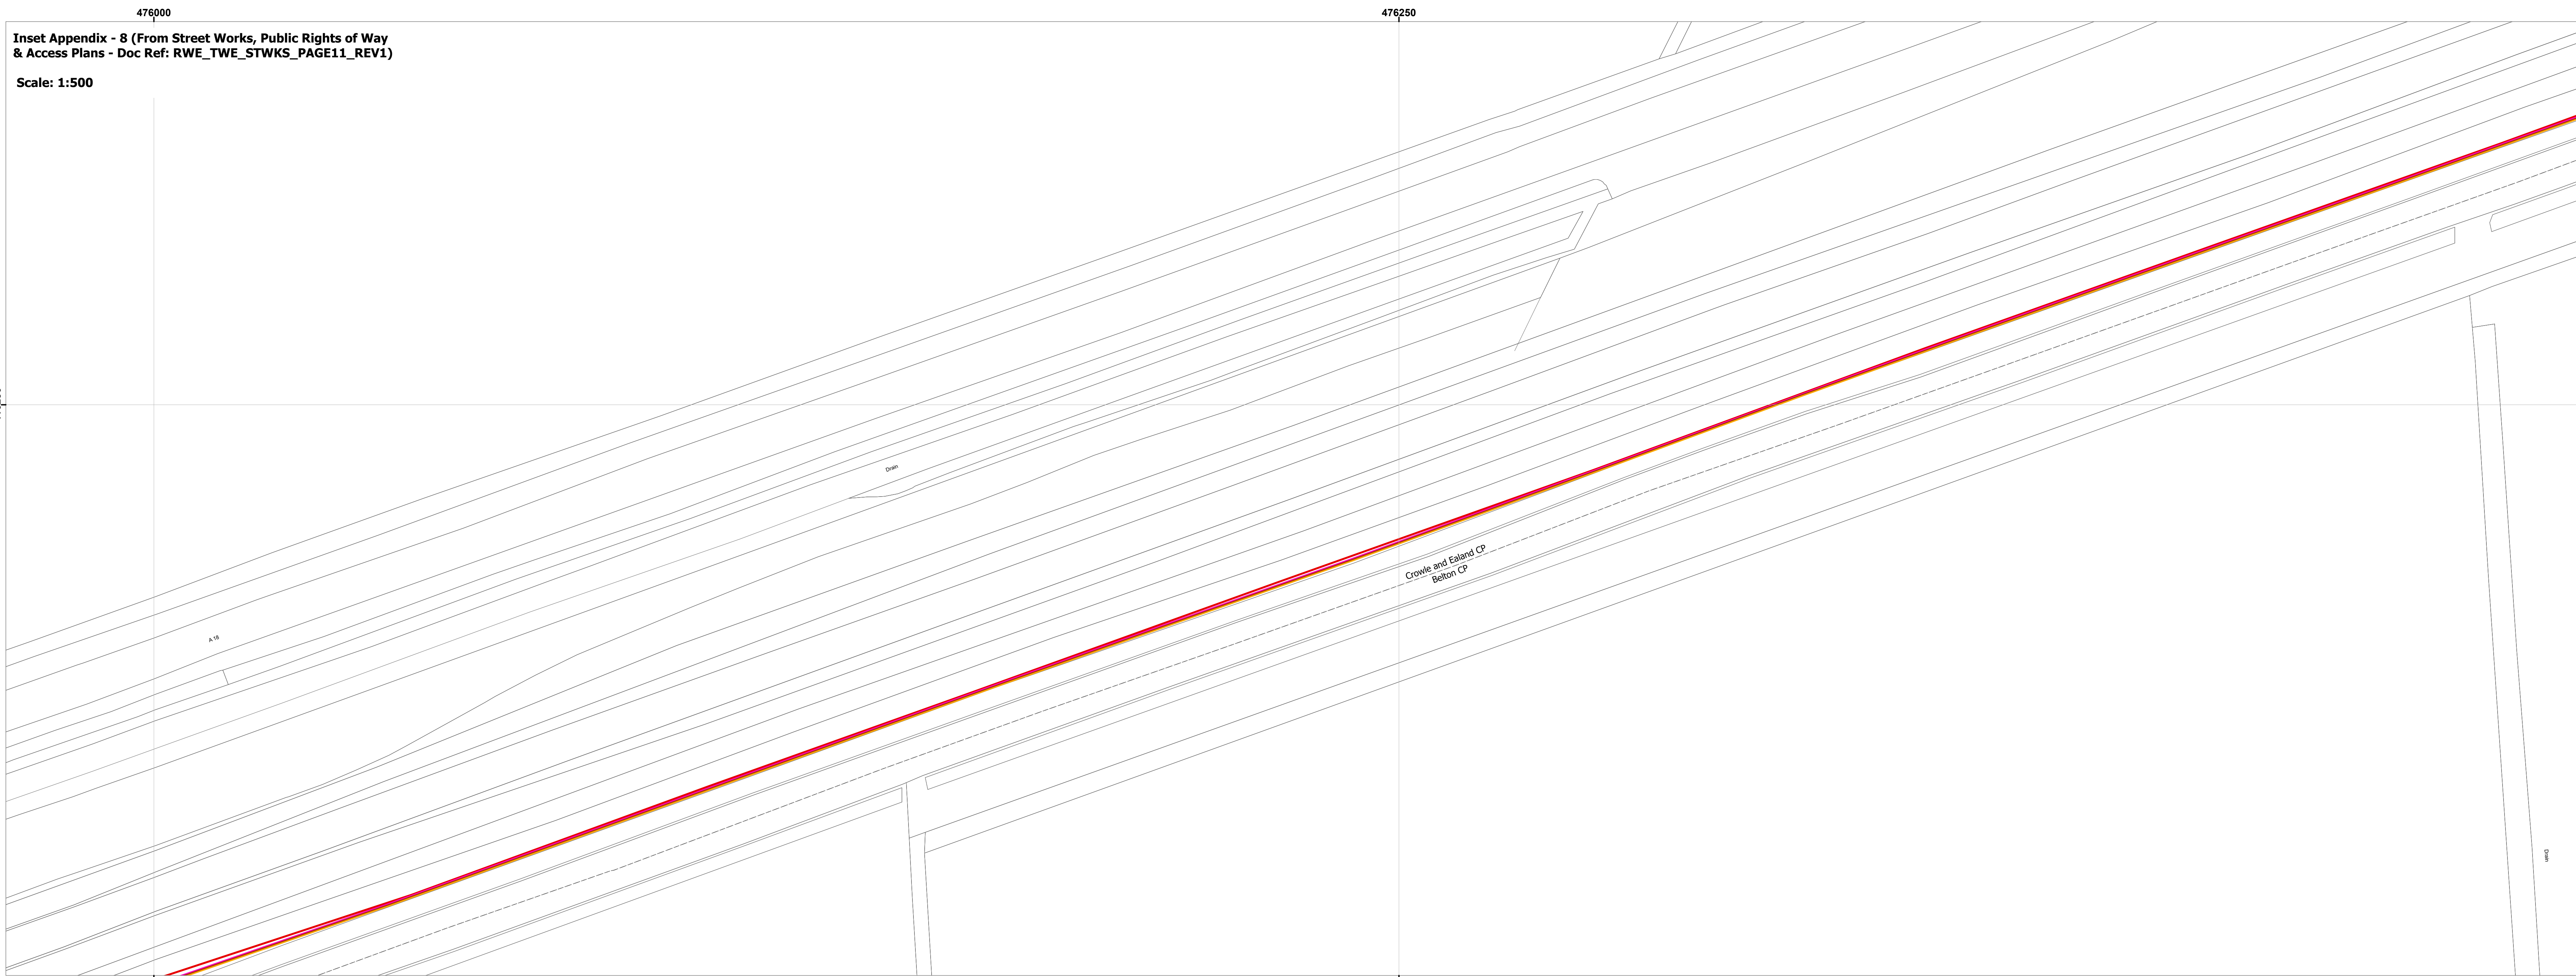 476000
476250
Inset Appendix - 8 (From Street Works, Public Rights of Way
& Access Plans - Doc Ref: RWE_TWE_STWKS_PAGE11_REV1)
Scale: 1:500
Drain
Crowle and Ealand CP
Belton CP
A 18
Drain